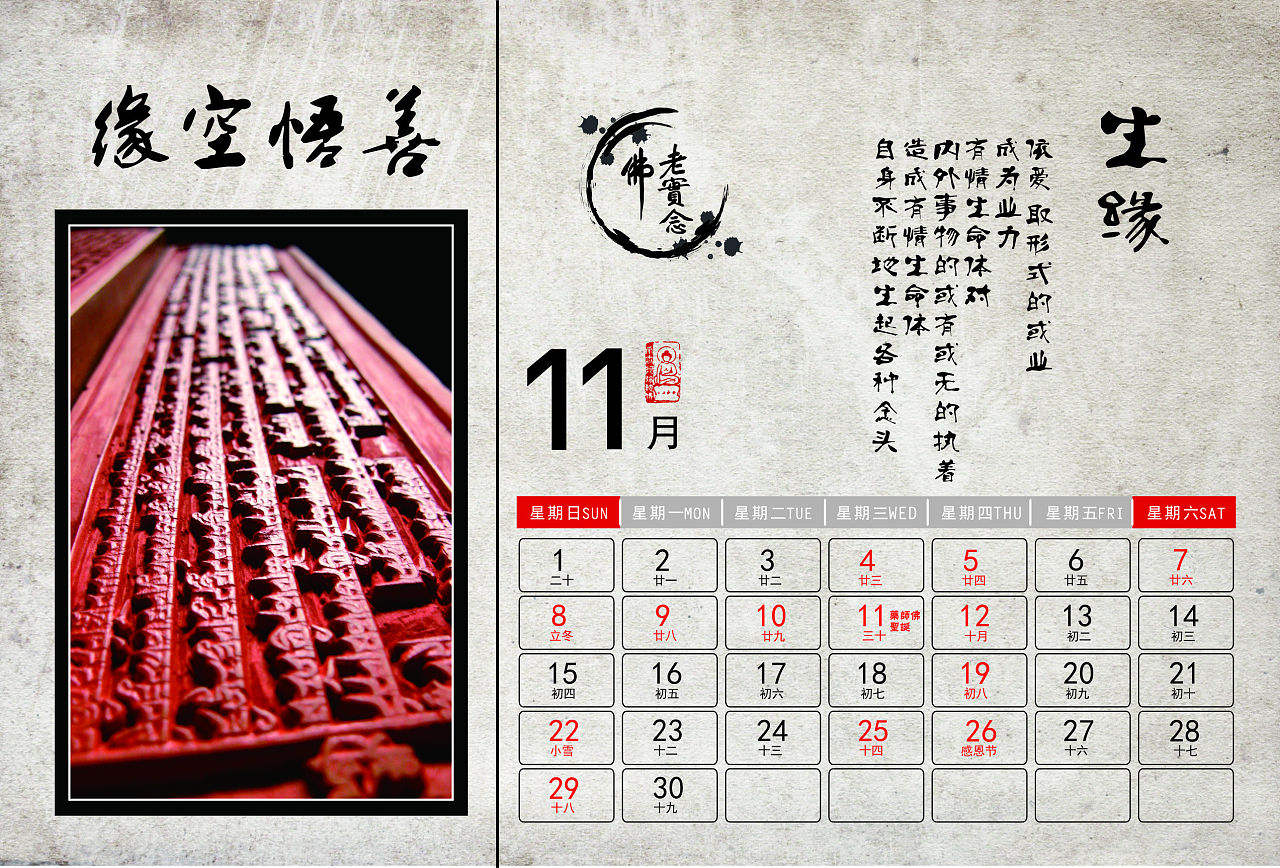 缘空悟善
老實念
佛
生缘
依爱 取形式的或业
成为业力
有情生命体对
内外事物的或有或无的执着
造成有情生命体
自身不断地生起各种念头
11月
星期日SUN 星期一MON 星期二TUE 星期三WED 星期四THU 星期五FRI 星期六SAT
1 2 3 4 5 6 7
二十 廿一 廿二 廿三 廿四 廿五 廿六
8 9 10 11 藥師佛聖誕 12 13 14
立冬 廿八 廿九 三十 十月 初二 初三
15 16 17 18 19 20 21
初四 初五 初六 初七 初八 初九 初十
22 23 24 25 26 27 28
小雪 十二 十三 十四 感恩节 十六 十七
29 30
十八 十九